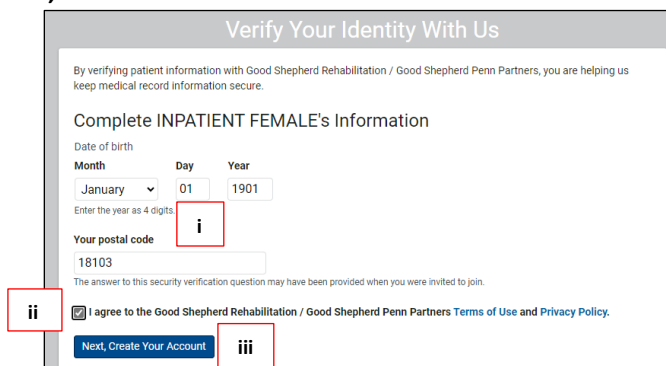 Verify Your Identity With Us
By verifying patient information with Good Shepherd Rehabilitation / Good Shepherd Penn Partners, you are helping us
keep medical record information secure.
Complete INPATIENT FEMALE's Information
Date of birth
Month Day Year
January 01 1901
Enter the year as 4 digits.
i
Your postal code
18103
The answer to this security verification question may have been provided when you were invited to join.
ii
I agree to the Good Shepherd Rehabilitation / Good Shepherd Penn Partners Terms of Use and Privacy Policy.
Next, Create Your Account
iii